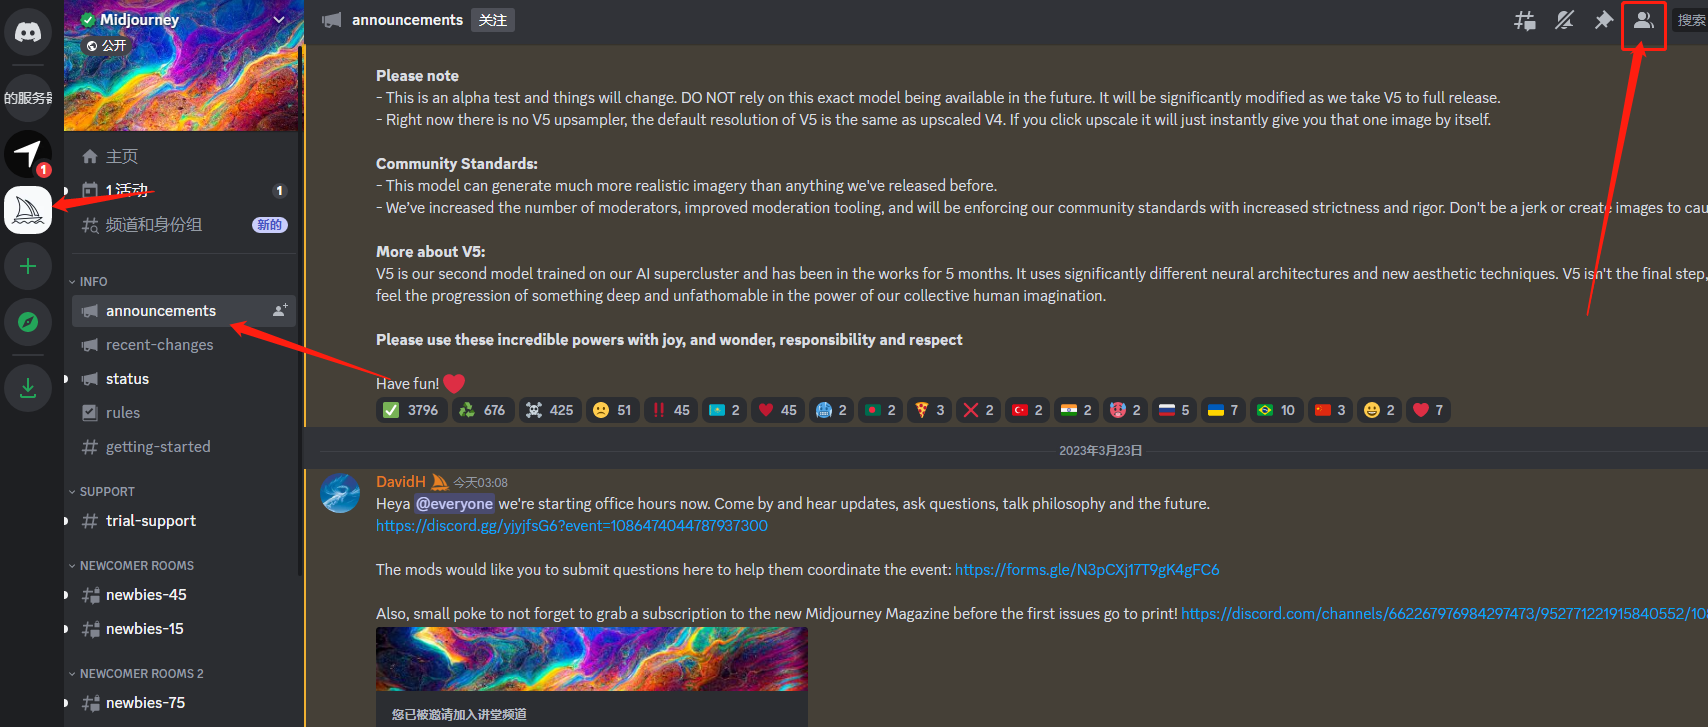 Midjourney
公开
的服务器
1
主页
1 活动
1
频道和身份组
新的
INFO
announcements
recent-changes
status
rules
getting-started
SUPPORT
trial-support
NEWCOMER ROOMS
newbies-45
newbies-15
NEWCOMER ROOMS 2
newbies-75
announcements
关注
搜索
Please note
- This is an alpha test and things will change. DO NOT rely on this exact model being available in the future. It will be significantly modified as we take V5 to full release.
- Right now there is no V5 upsampler, the default resolution of V5 is the same as upscaled V4. If you click upscale it will just instantly give you that one image by itself.
Community Standards:
- This model can generate much more realistic imagery than anything we've released before.
- We've increased the number of moderators, improved moderation tooling, and will be enforcing our community standards with increased strictness and rigor. Don't be a jerk or create images to cau
More about V5:
V5 is our second model trained on our AI supercluster and has been in the works for 5 months. It uses significantly different neural architectures and new aesthetic techniques. V5 isn't the final step,
feel the progression of something deep and unfathomable in the power of our collective human imagination.
Please use these incredible powers with joy, and wonder, responsibility and respect
Have fun!
3796 676 425 51 45 2 45 2 2 3 2 2 2 2 5 7 10 3 2 7
2023年3月23日
DavidH 今天03:08
Heya @everyone we're starting office hours now. Come by and hear updates, ask questions, talk philosophy and the future.
https://discord.gg/yjyjfsG6?event=1086474044787937300
The mods would like you to submit questions here to help them coordinate the event: https://forms.gle/N3pCXj17T9gK4gFC6
Also, small poke to not forget to grab a subscription to the new Midjourney Magazine before the first issues go to print! https://discord.com/channels/662267976984297473/952771221915840552/108
您已被邀请加入讲堂频道